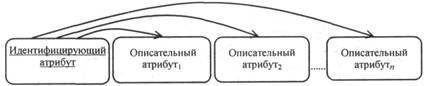 Идентифицирующий
атрибут
Описательный
атрибут1
Описательный
атрибут2
........
Описательный
атрибутn